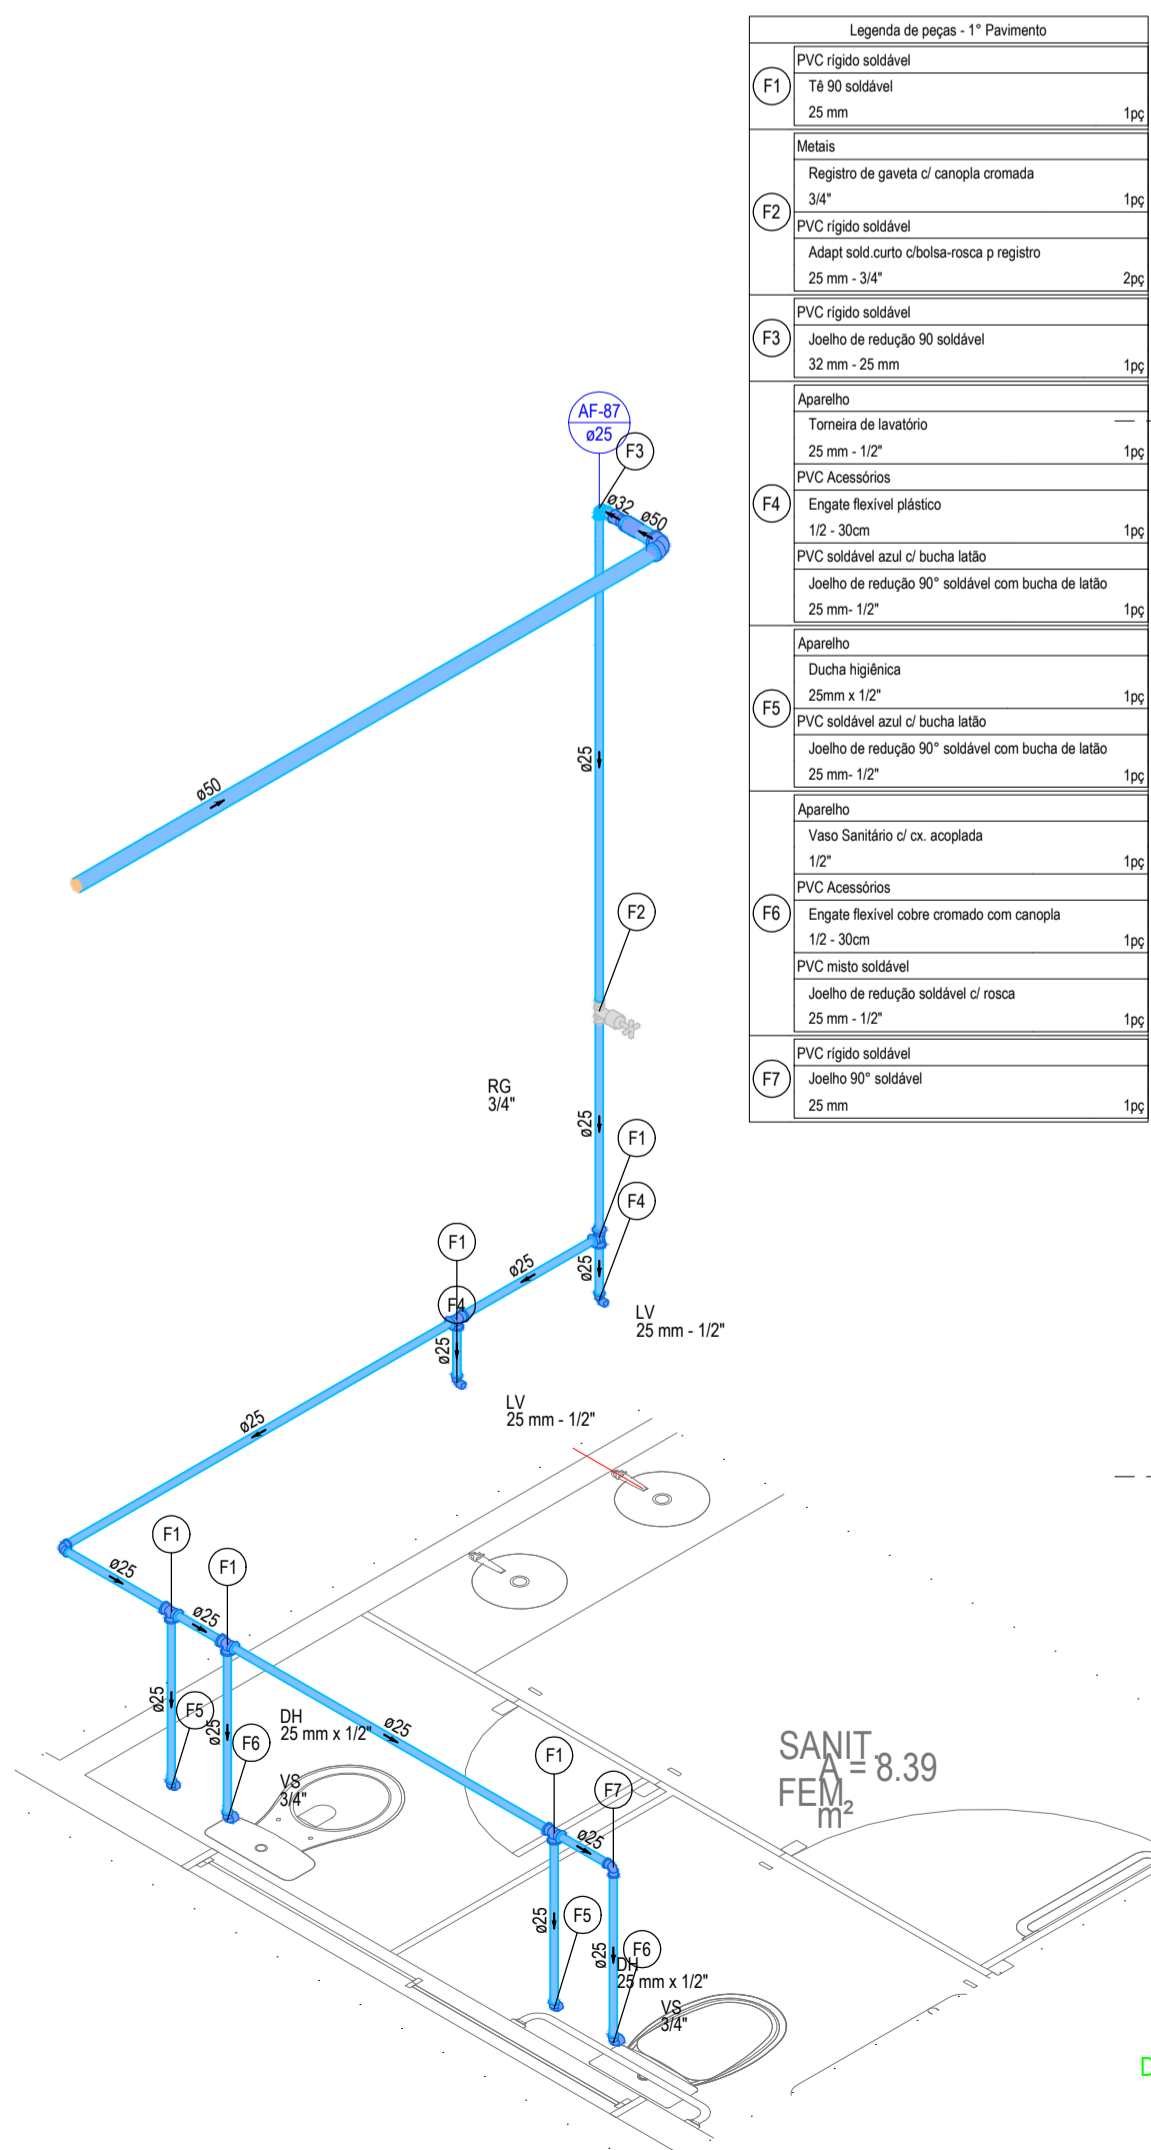 Legenda de peças - 1° Pavimento
F1
PVC rígido soldável
Tê 90 soldável
25 mm 1pç
F2
Metais
Registro de gaveta c/ canopla cromada
3/4" 1pç
PVC rígido soldável
Adapt sold.curto c/bolsa-rosca p registro
25 mm - 3/4" 2pç
F3
PVC rígido soldável
Joelho de redução 90 soldável
32 mm - 25 mm 1pç
F4
Aparelho
Torneira de lavatório
25 mm - 1/2" 1pç
PVC Acessórios
Engate flexível plástico
1/2 - 30cm 1pç
PVC soldável azul c/ bucha latão
Joelho de redução 90° soldável com bucha de latão
25 mm- 1/2" 1pç
F5
Aparelho
Ducha higiênica
25mm x 1/2" 1pç
PVC soldável azul c/ bucha latão
Joelho de redução 90° soldável com bucha de latão
25 mm- 1/2" 1pç
F6
Aparelho
Vaso Sanitário c/ cx. acoplada
1/2" 1pç
PVC Acessórios
Engate flexível cobre cromado com canopla
1/2 - 30cm 1pç
PVC misto soldável
Joelho de redução soldável c/ rosca
25 mm - 1/2" 1pç
F7
PVC rígido soldável
Joelho 90° soldável
25 mm 1pç
AF-87
ø25
F3
ø32
ø50
ø25
ø50
F2
RG
3/4"
ø25
F1
F4
F1
ø25
ø25
F4
LV
25 mm - 1/2"
ø25
LV
25 mm - 1/2"
ø25
F1
F1
ø25
ø25
ø25
F5
ø25
F6
DH
25 mm x 1/2"
ø25
VS
3/4"
F1
F7
SANIT.
A = 8.39
FEM.
m²
ø25
ø25
F5
ø25
F6
DH
25 mm x 1/2"
VS
3/4"
D